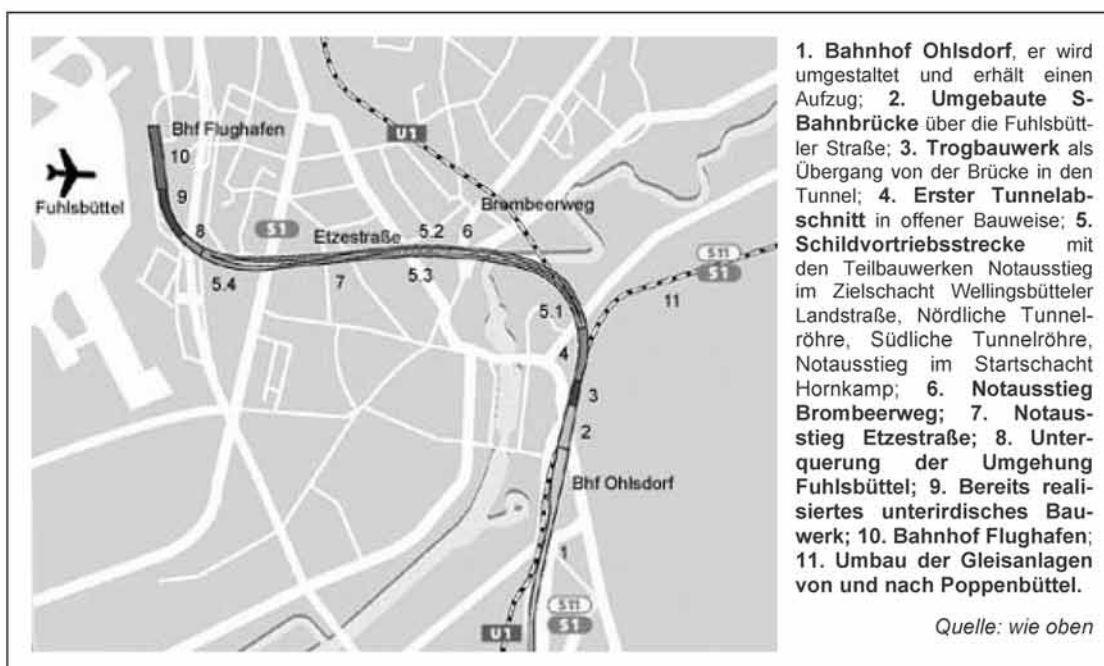 Bhf Flughafen
10
9
Fuhlsbüttel
8
S1
Etzestraße
5.2
6
5.4
7
5.3
U1
Brombeerweg
S11
S1
11
5.1
4
3
2
Bhf Ohlsdorf
1
S11
S1
U1
1. Bahnhof Ohlsdorf, er wird
umgestaltet und erhält einen
Aufzug; 2. Umgebaute S-
Bahnbrücke über die Fuhlsbütt-
ler Straße; 3. Trogbauwerk als
Übergang von der Brücke in den
Tunnel; 4. Erster Tunnelab-
schnitt in offener Bauweise; 5.
Schildvortriebsstrecke mit
den Teilbauwerken Notausstieg
im Zielschacht Wellingsbütteler
Landstraße, Nördliche Tunnel-
röhre, Südliche Tunnelröhre,
Notausstieg im Startschacht
Hornkamp; 6. Notausstieg
Brombeerweg; 7. Notaus-
stieg Etzestraße; 8. Unter-
querung der Umgehung
Fuhlsbüttel; 9. Bereits reali-
siertes unterirdisches Bau-
werk; 10. Bahnhof Flughafen;
11. Umbau der Gleisanlagen
von und nach Poppenbüttel.
Quelle: wie oben